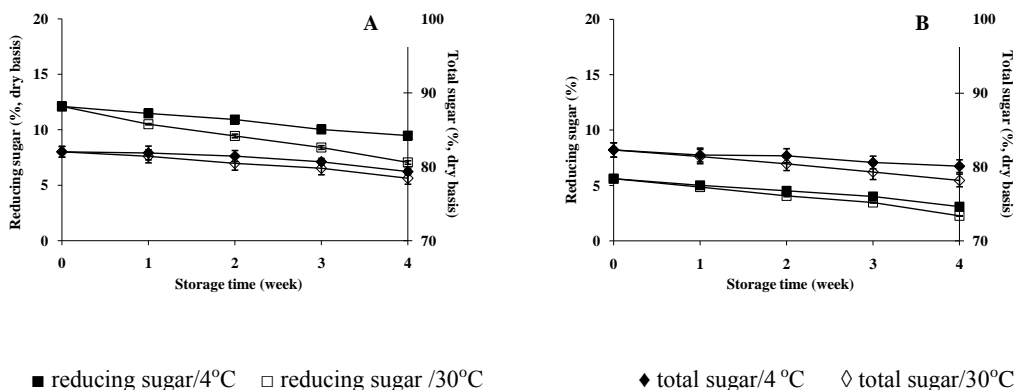 A
Reducing sugar (%, dry basis)
20
15
10
5
0
Total sugar (%, dry basis)
100
90
80
70
0 1 2 3 4
Storage time (week)
B
Reducing sugar (%)
20
15
10
5
0
Total sugar (%, dry basis)
100
90
80
70
0 1 2 3 4
Storage time (week)
■ reducing sugar/4°C □ reducing sugar /30°C ◆ total sugar/4 °C ◇ total sugar/30°C